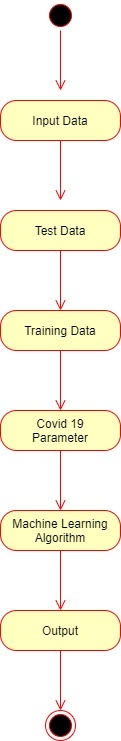 Input Data
Test Data
Training Data
Covid 19
Parameter
Machine Learning
Algorithm
Output